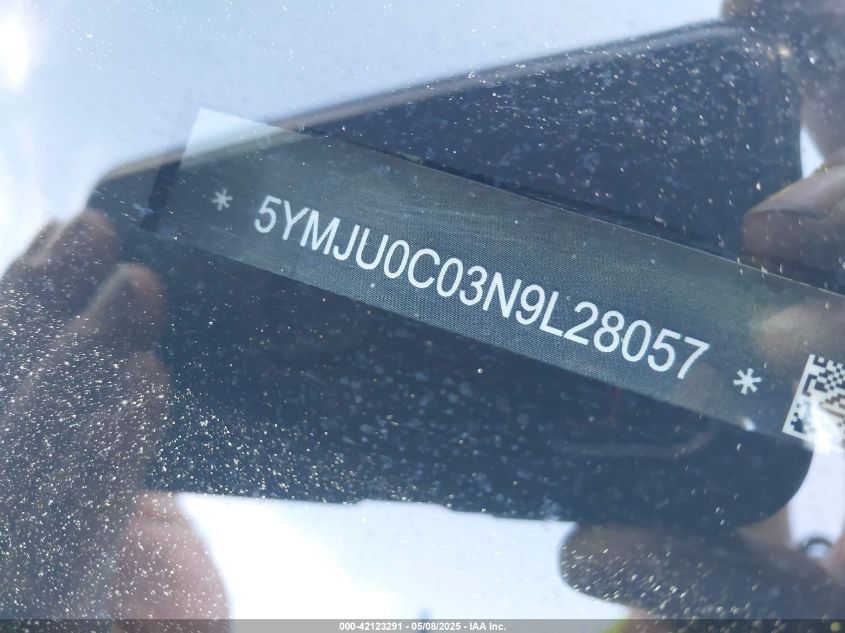 * 5YMJU0C03N9L28057 *
000-42123291 - 05/08/2025 - IAA Inc.